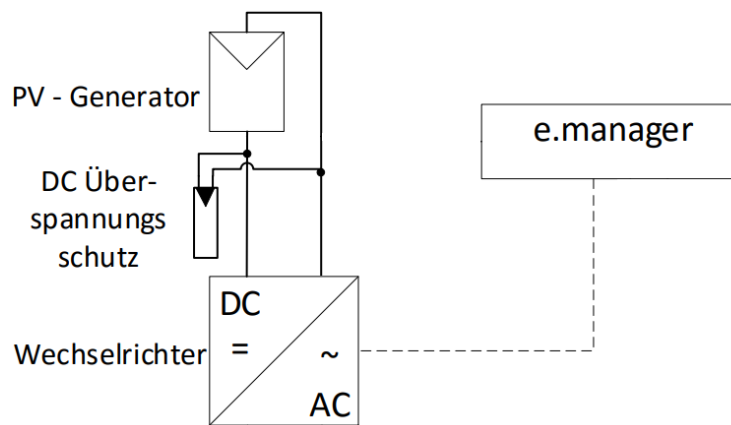 PV - Generator
e.manager
DC Über-
spannungs
schutz
DC
Wechselrichter
=
~
AC